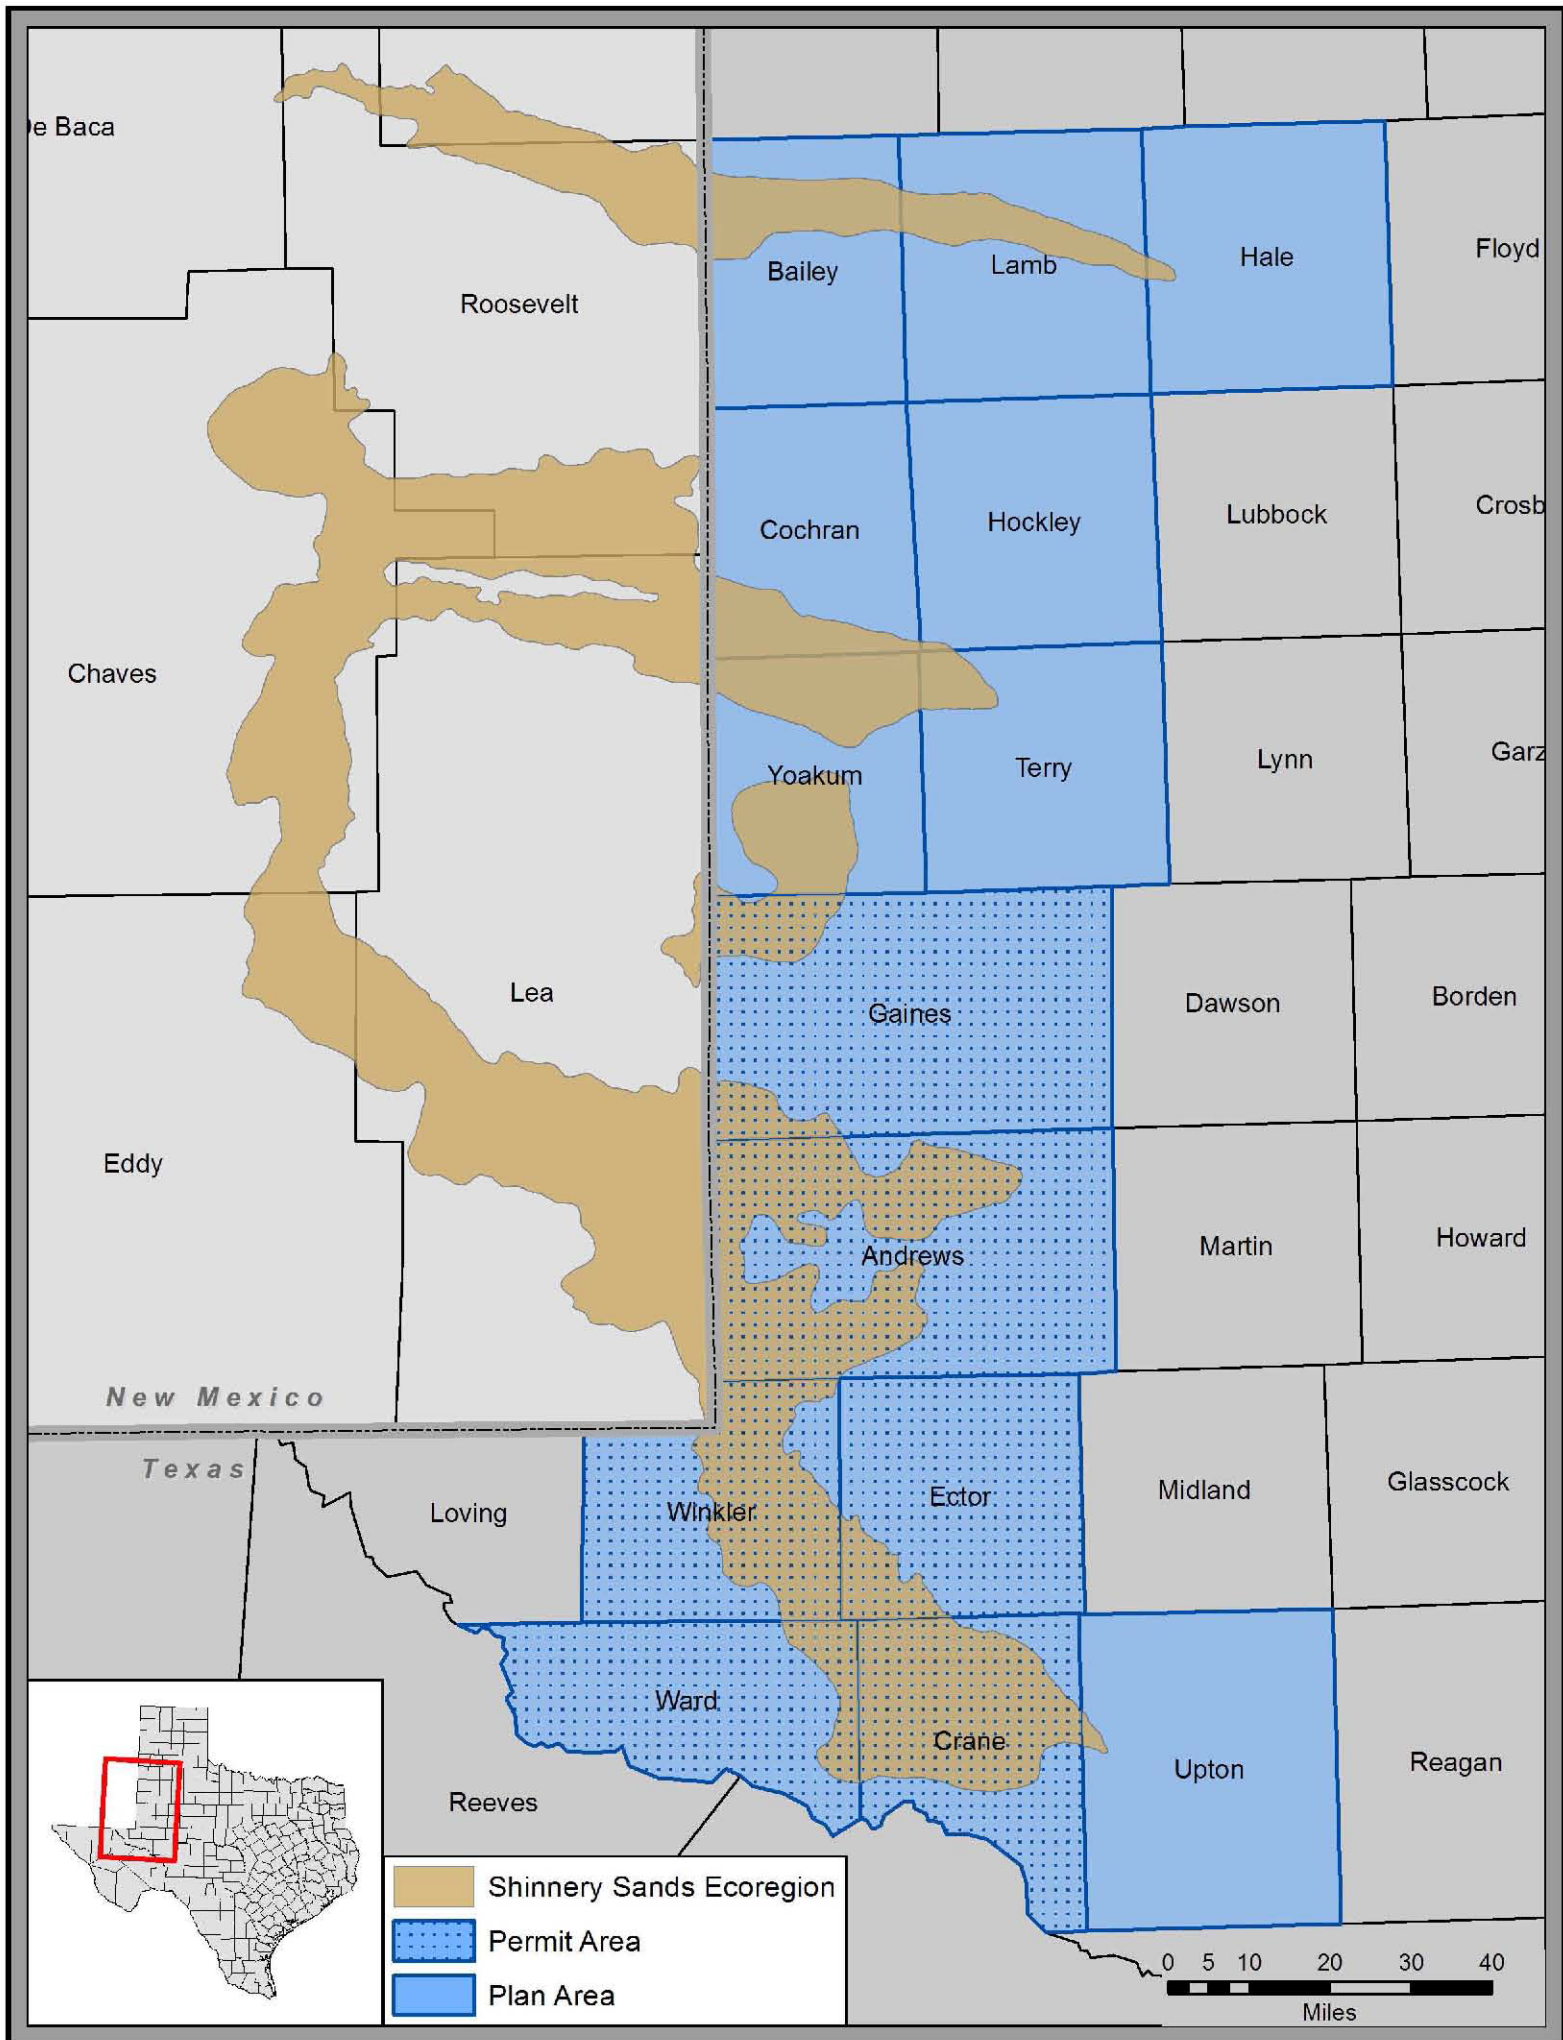 e Baca
Floyd
Hale
Lamb
Bailey
Roosevelt
Crosb
Lubbock
Hockley
Cochran
Chaves
Garz
Lynn
Terry
Yoakum
Lea
Borden
Dawson
Gaines
Eddy
Howard
Martin
Andrews
New Mexico
Texas
Loving
Winkler
Ector
Midland
Glasscock
Ward
Crane
Upton
Reagan
Reeves
Shinnery Sands Ecoregion
Permit Area
Plan Area
0 5 10 20 30 40
Miles